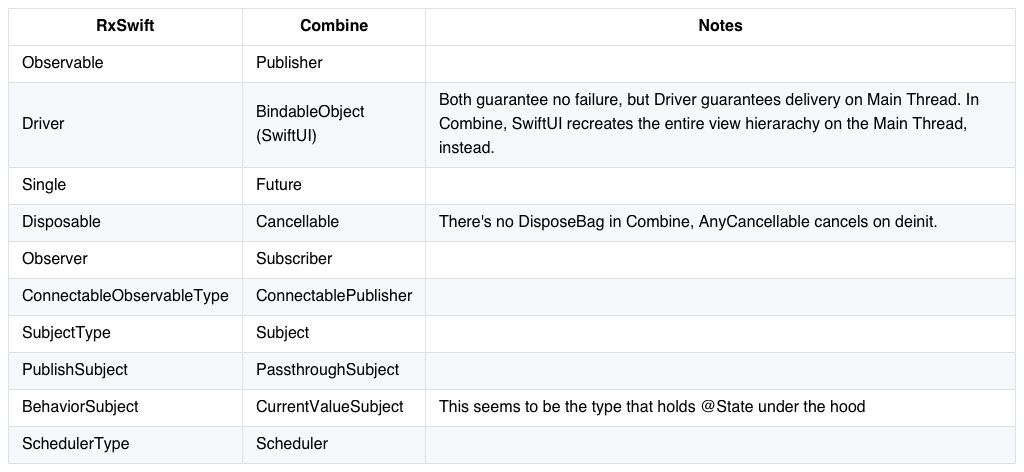 RxSwift Combine Notes
Observable Publisher
Driver BindableObject
(SwiftUI) Both guarantee no failure, but Driver guarantees delivery on Main Thread. In
Combine, SwiftUI recreates the entire view hierarachy on the Main Thread,
instead.
Single Future
Disposable Cancellable There's no DisposeBag in Combine, AnyCancellable cancels on deinit.
Observer Subscriber
ConnectableObservableType ConnectablePublisher
SubjectType Subject
PublishSubject PassthroughSubject
BehaviorSubject CurrentValueSubject This seems to be the type that holds @State under the hood
SchedulerType Scheduler